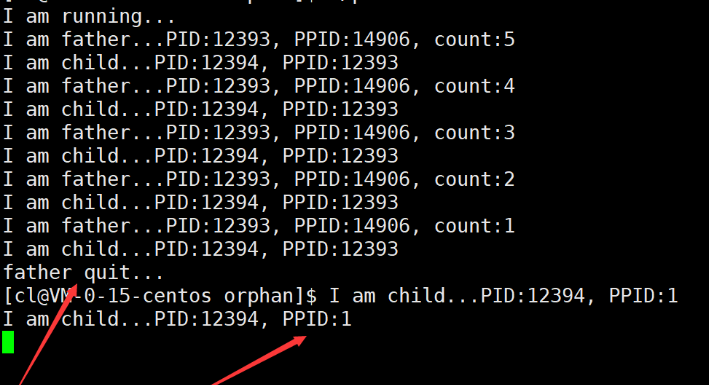 I am running...
I am father...PID:12393, PPID:14906, count:5
I am child...PID:12394, PPID:12393
I am father...PID:12393, PPID:14906, count:4
I am child...PID:12394, PPID:12393
I am father...PID:12393, PPID:14906, count:3
I am child...PID:12394, PPID:12393
I am father...PID:12393, PPID:14906, count:2
I am child...PID:12394, PPID:12393
I am father...PID:12393, PPID:14906, count:1
I am child...PID:12394, PPID:12393
father quit...
[cl@VM-0-15-centos orphan]$ I am child...PID:12394, PPID:1
I am child...PID:12394, PPID:1